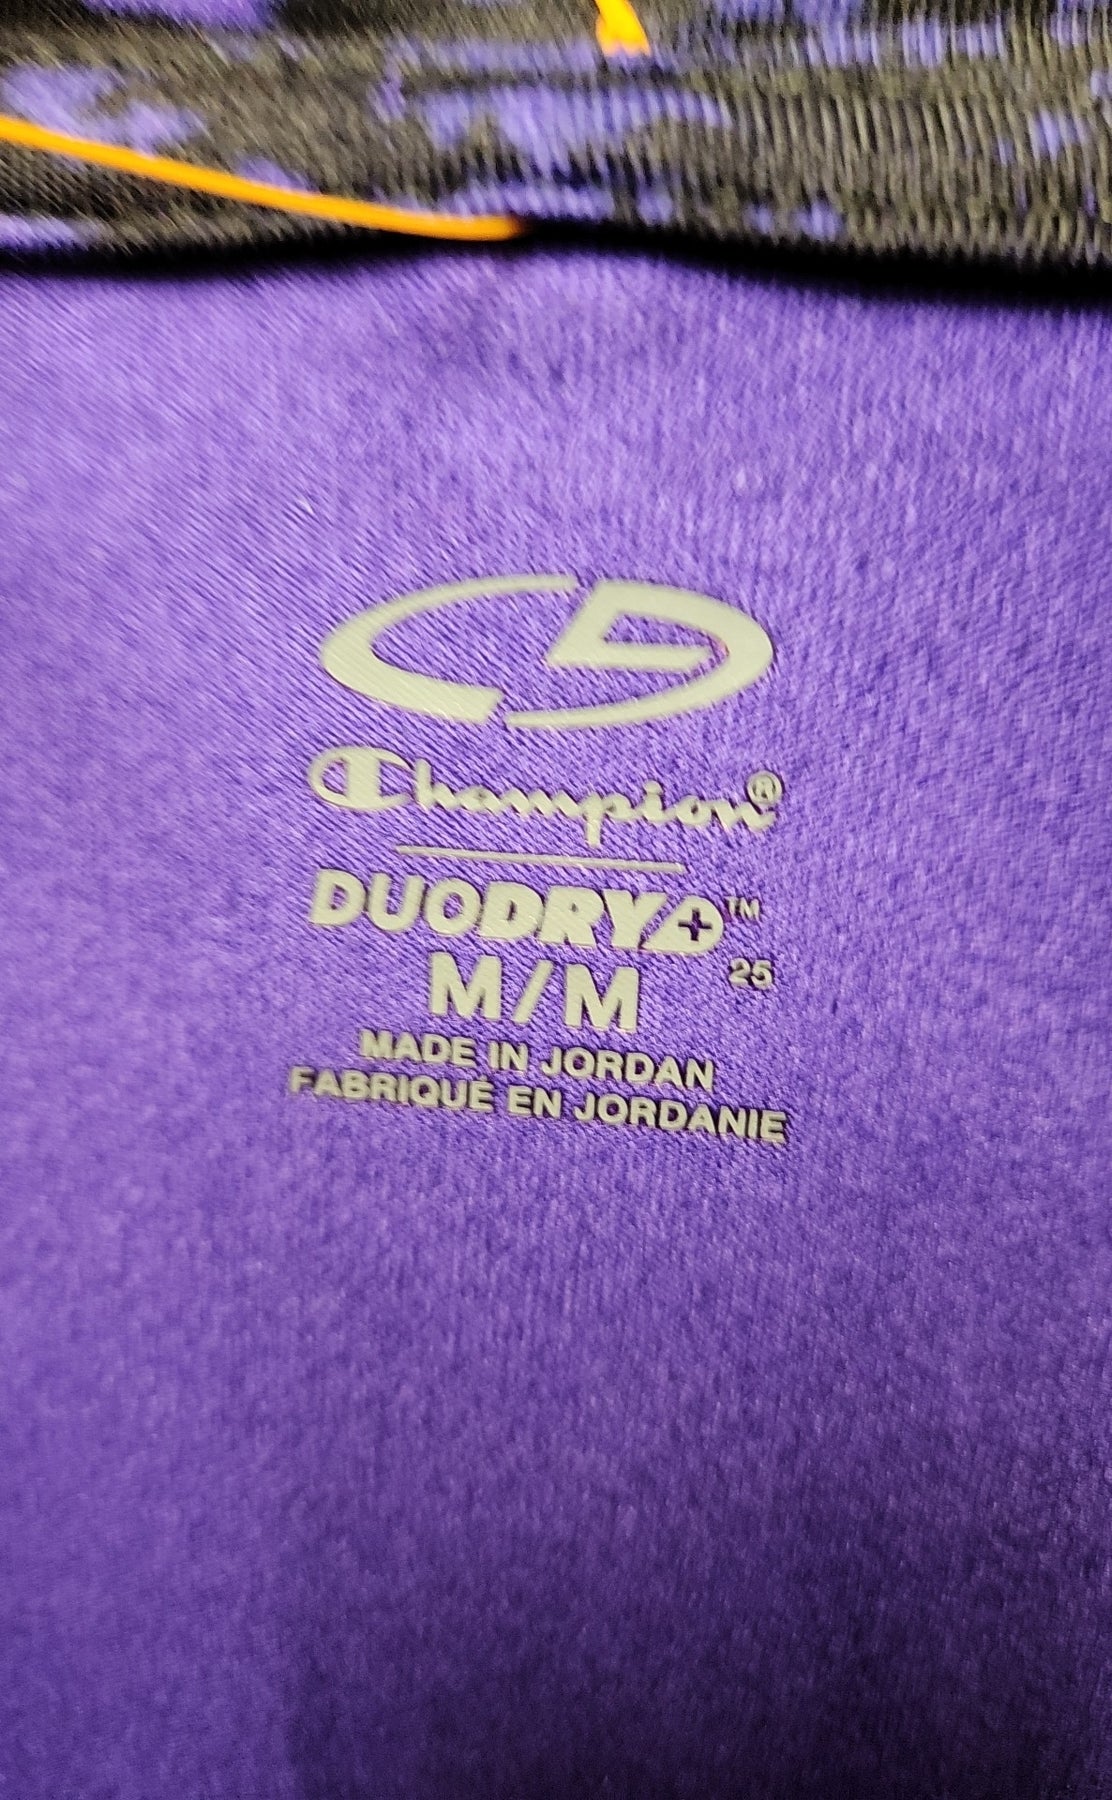 Champion®
DUODRY+™
M/M 25
MADE IN JORDAN
FABRIQUÉ EN JORDANIE